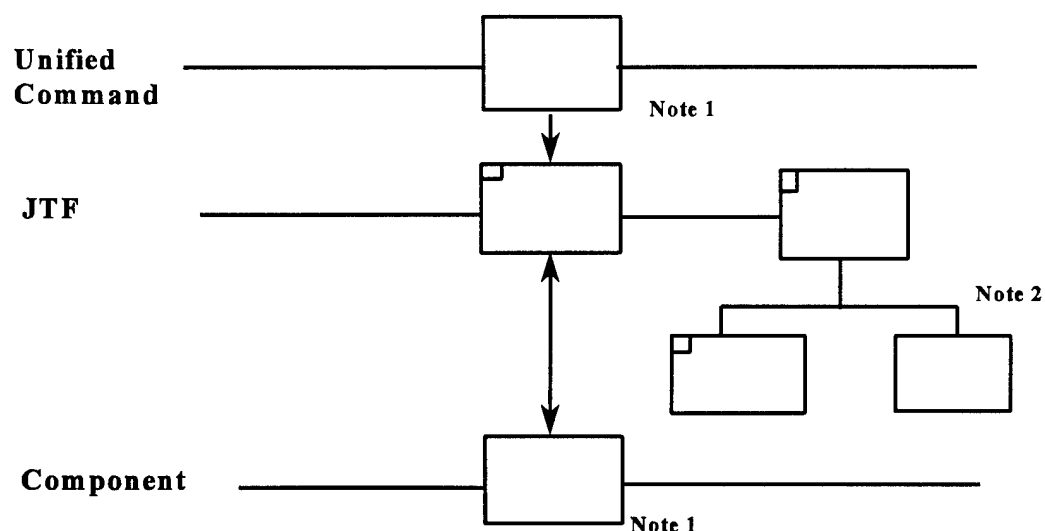 Unified
Command
Note 1
JTF
Note 2
Component
Note 1